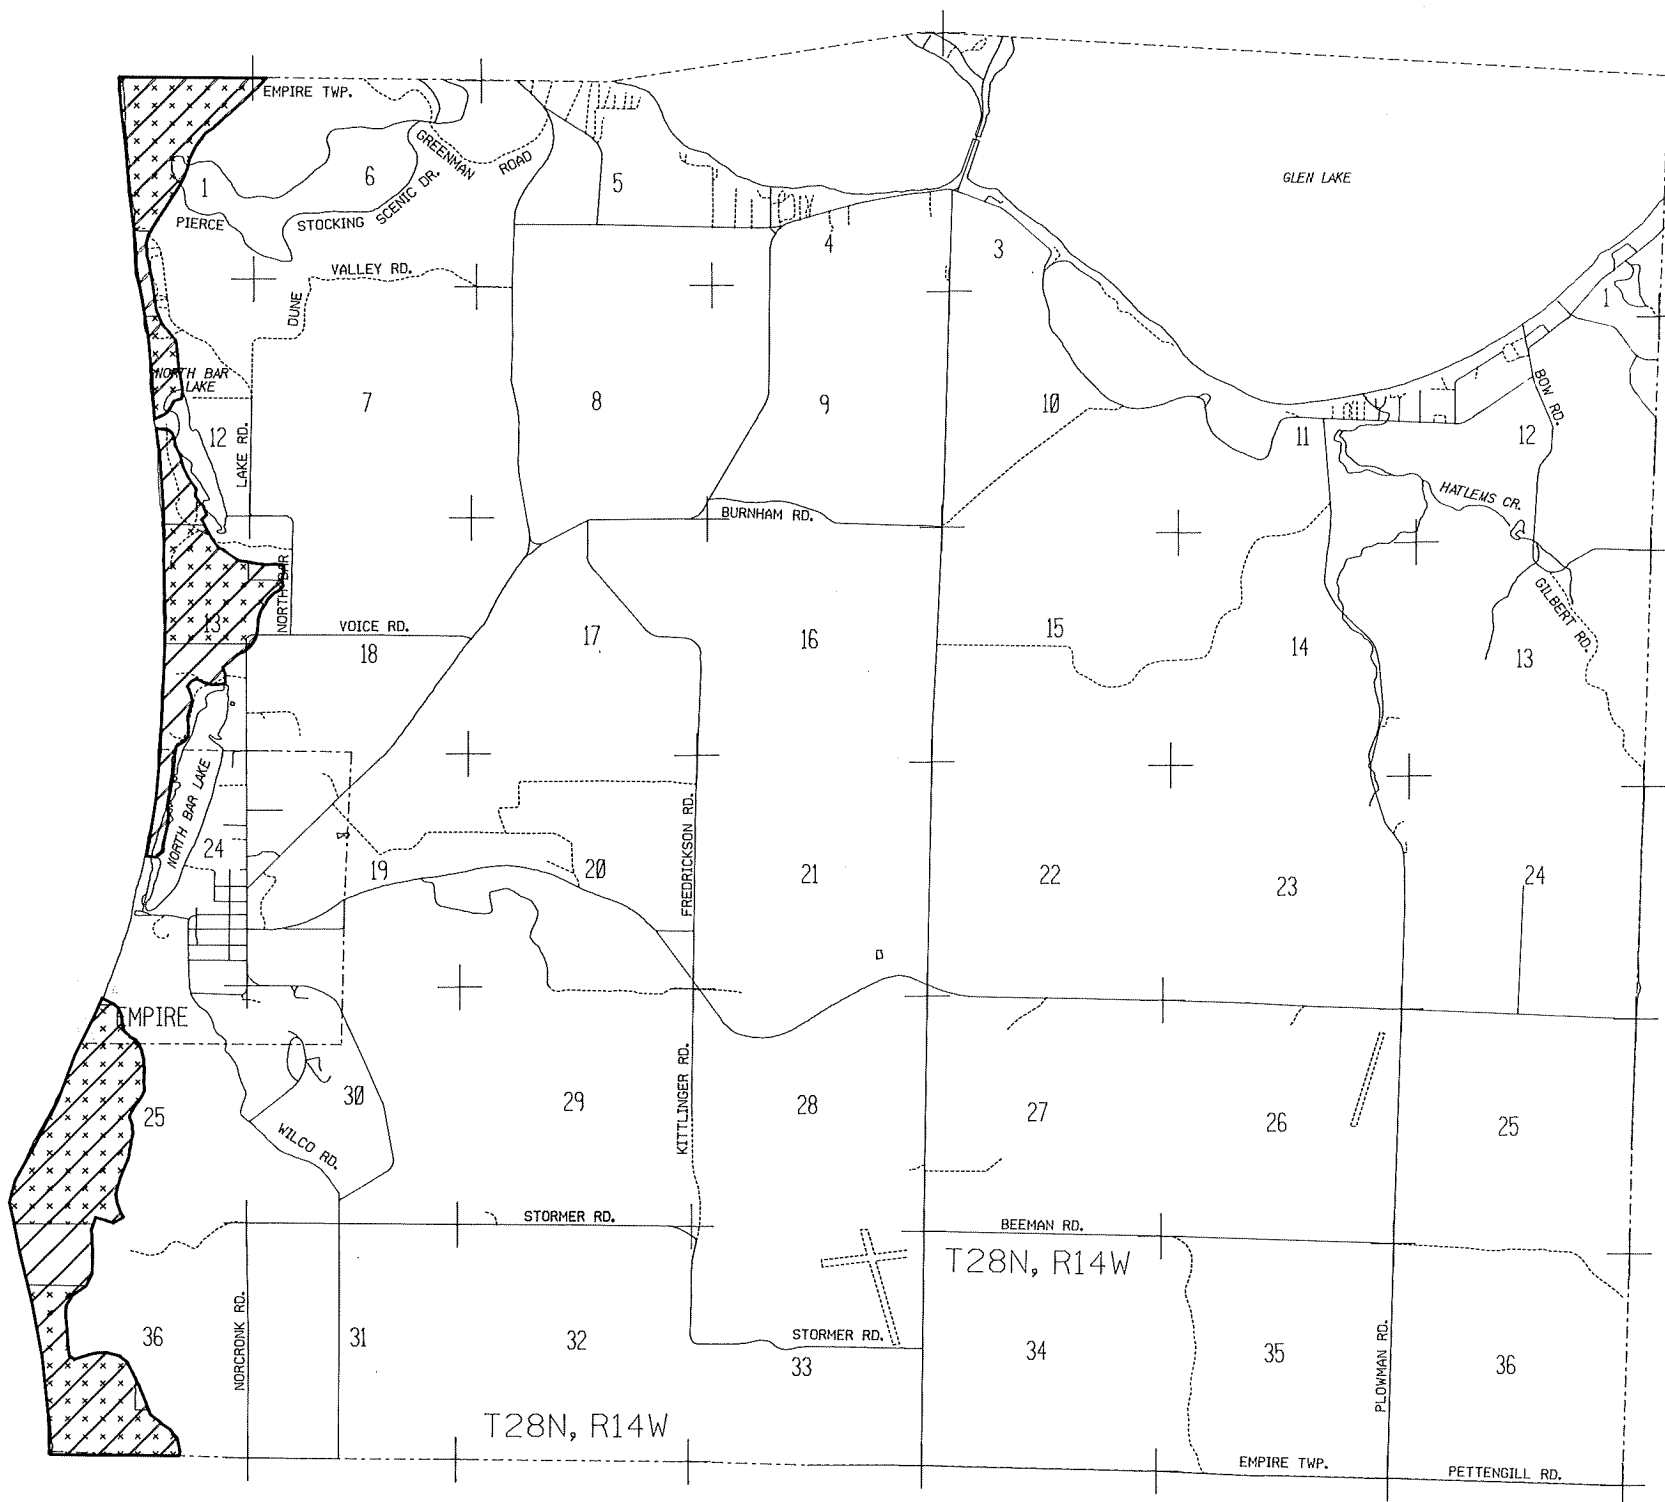 EMPIRE TWP.
GREENMAN ROAD
1
6
5
GLEN LAKE
PIERCE STOCKING SCENIC DR.
4
3
VALLEY RD.
DUNE
1
NORTH BAR
LAKE
7
8
9
10
BOW RD.
12
LAKE RD.
11
12
HATLEMS CR.
BURNHAM RD.
NORTH BAR
GILBERT RD.
13
VOICE RD.
18
17
16
15
14
13
NORTH BAR LAKE
24
19
20
FREDRICKSON RD.
21
22
23
24
EMPIRE
25
30
29
KITTLINGER RD.
28
27
26
25
WILCO RD.
STORMER RD.
BEEMAN RD.
T28N, R14W
36
NORCRONK RD.
31
32
STORMER RD.
33
34
35
PLOWMAN RD.
36
T28N, R14W
EMPIRE TWP.
PETTENGILL RD.